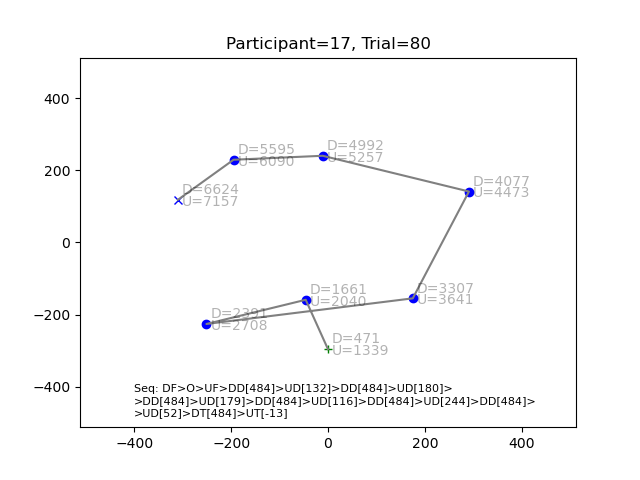 Participant=17, Trial=80
400
200
0
−200
−400
−400
−200
0
200
400
D=5595
U=6090
D=4992
U=5257
D=6624
U=7157
D=4077
U=4473
D=1661
U=2040
D=3307
U=3641
U=2708
D=471
U=1339
Seq: DF>O>UF>DD[484]>UD[132]>DD[484]>UD[180]>
>DD[484]>UD[179]>DD[484]>UD[116]>DD[484]>UD[244]>DD[484]>
>UD[52]>DT[484]>UT[-13]